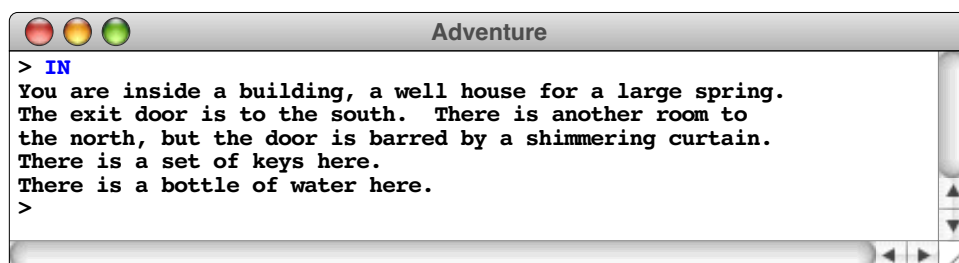 Adventure
> IN
You are inside a building, a well house for a large spring.
The exit door is to the south.  There is another room to
the north, but the door is barred by a shimmering curtain.
There is a set of keys here.
There is a bottle of water here.
>